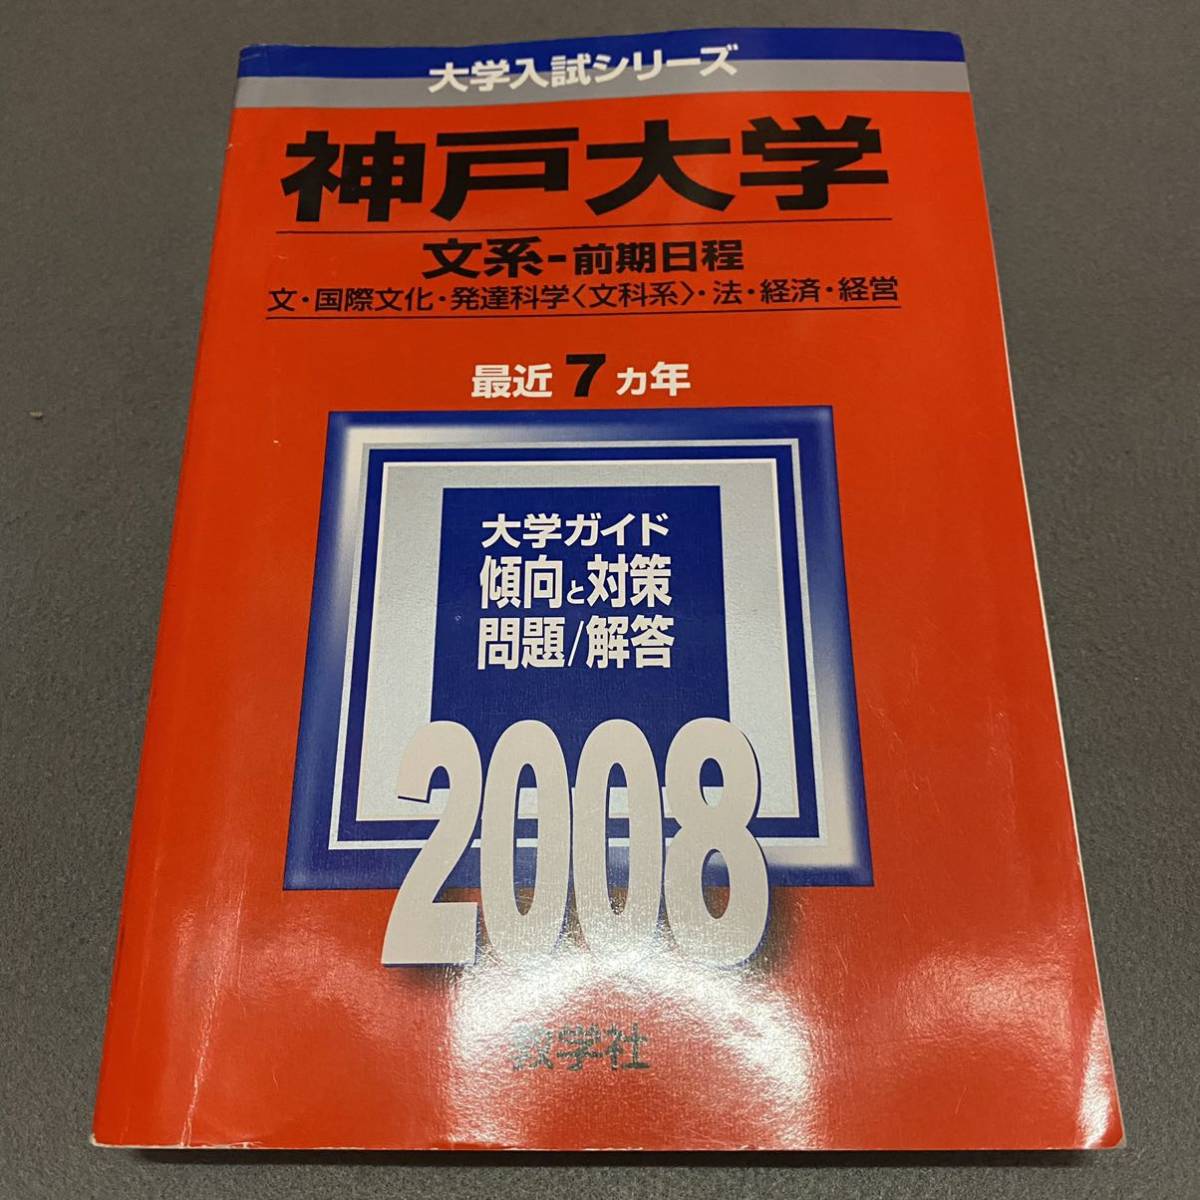 大学入試シリーズ
神戸大学
文系-前期日程
文・国際文化・発達科学〈文科系〉・法・経済・経営
最近 7 カ年
大学ガイド
傾向と対策
問題/解答
2008
教学社